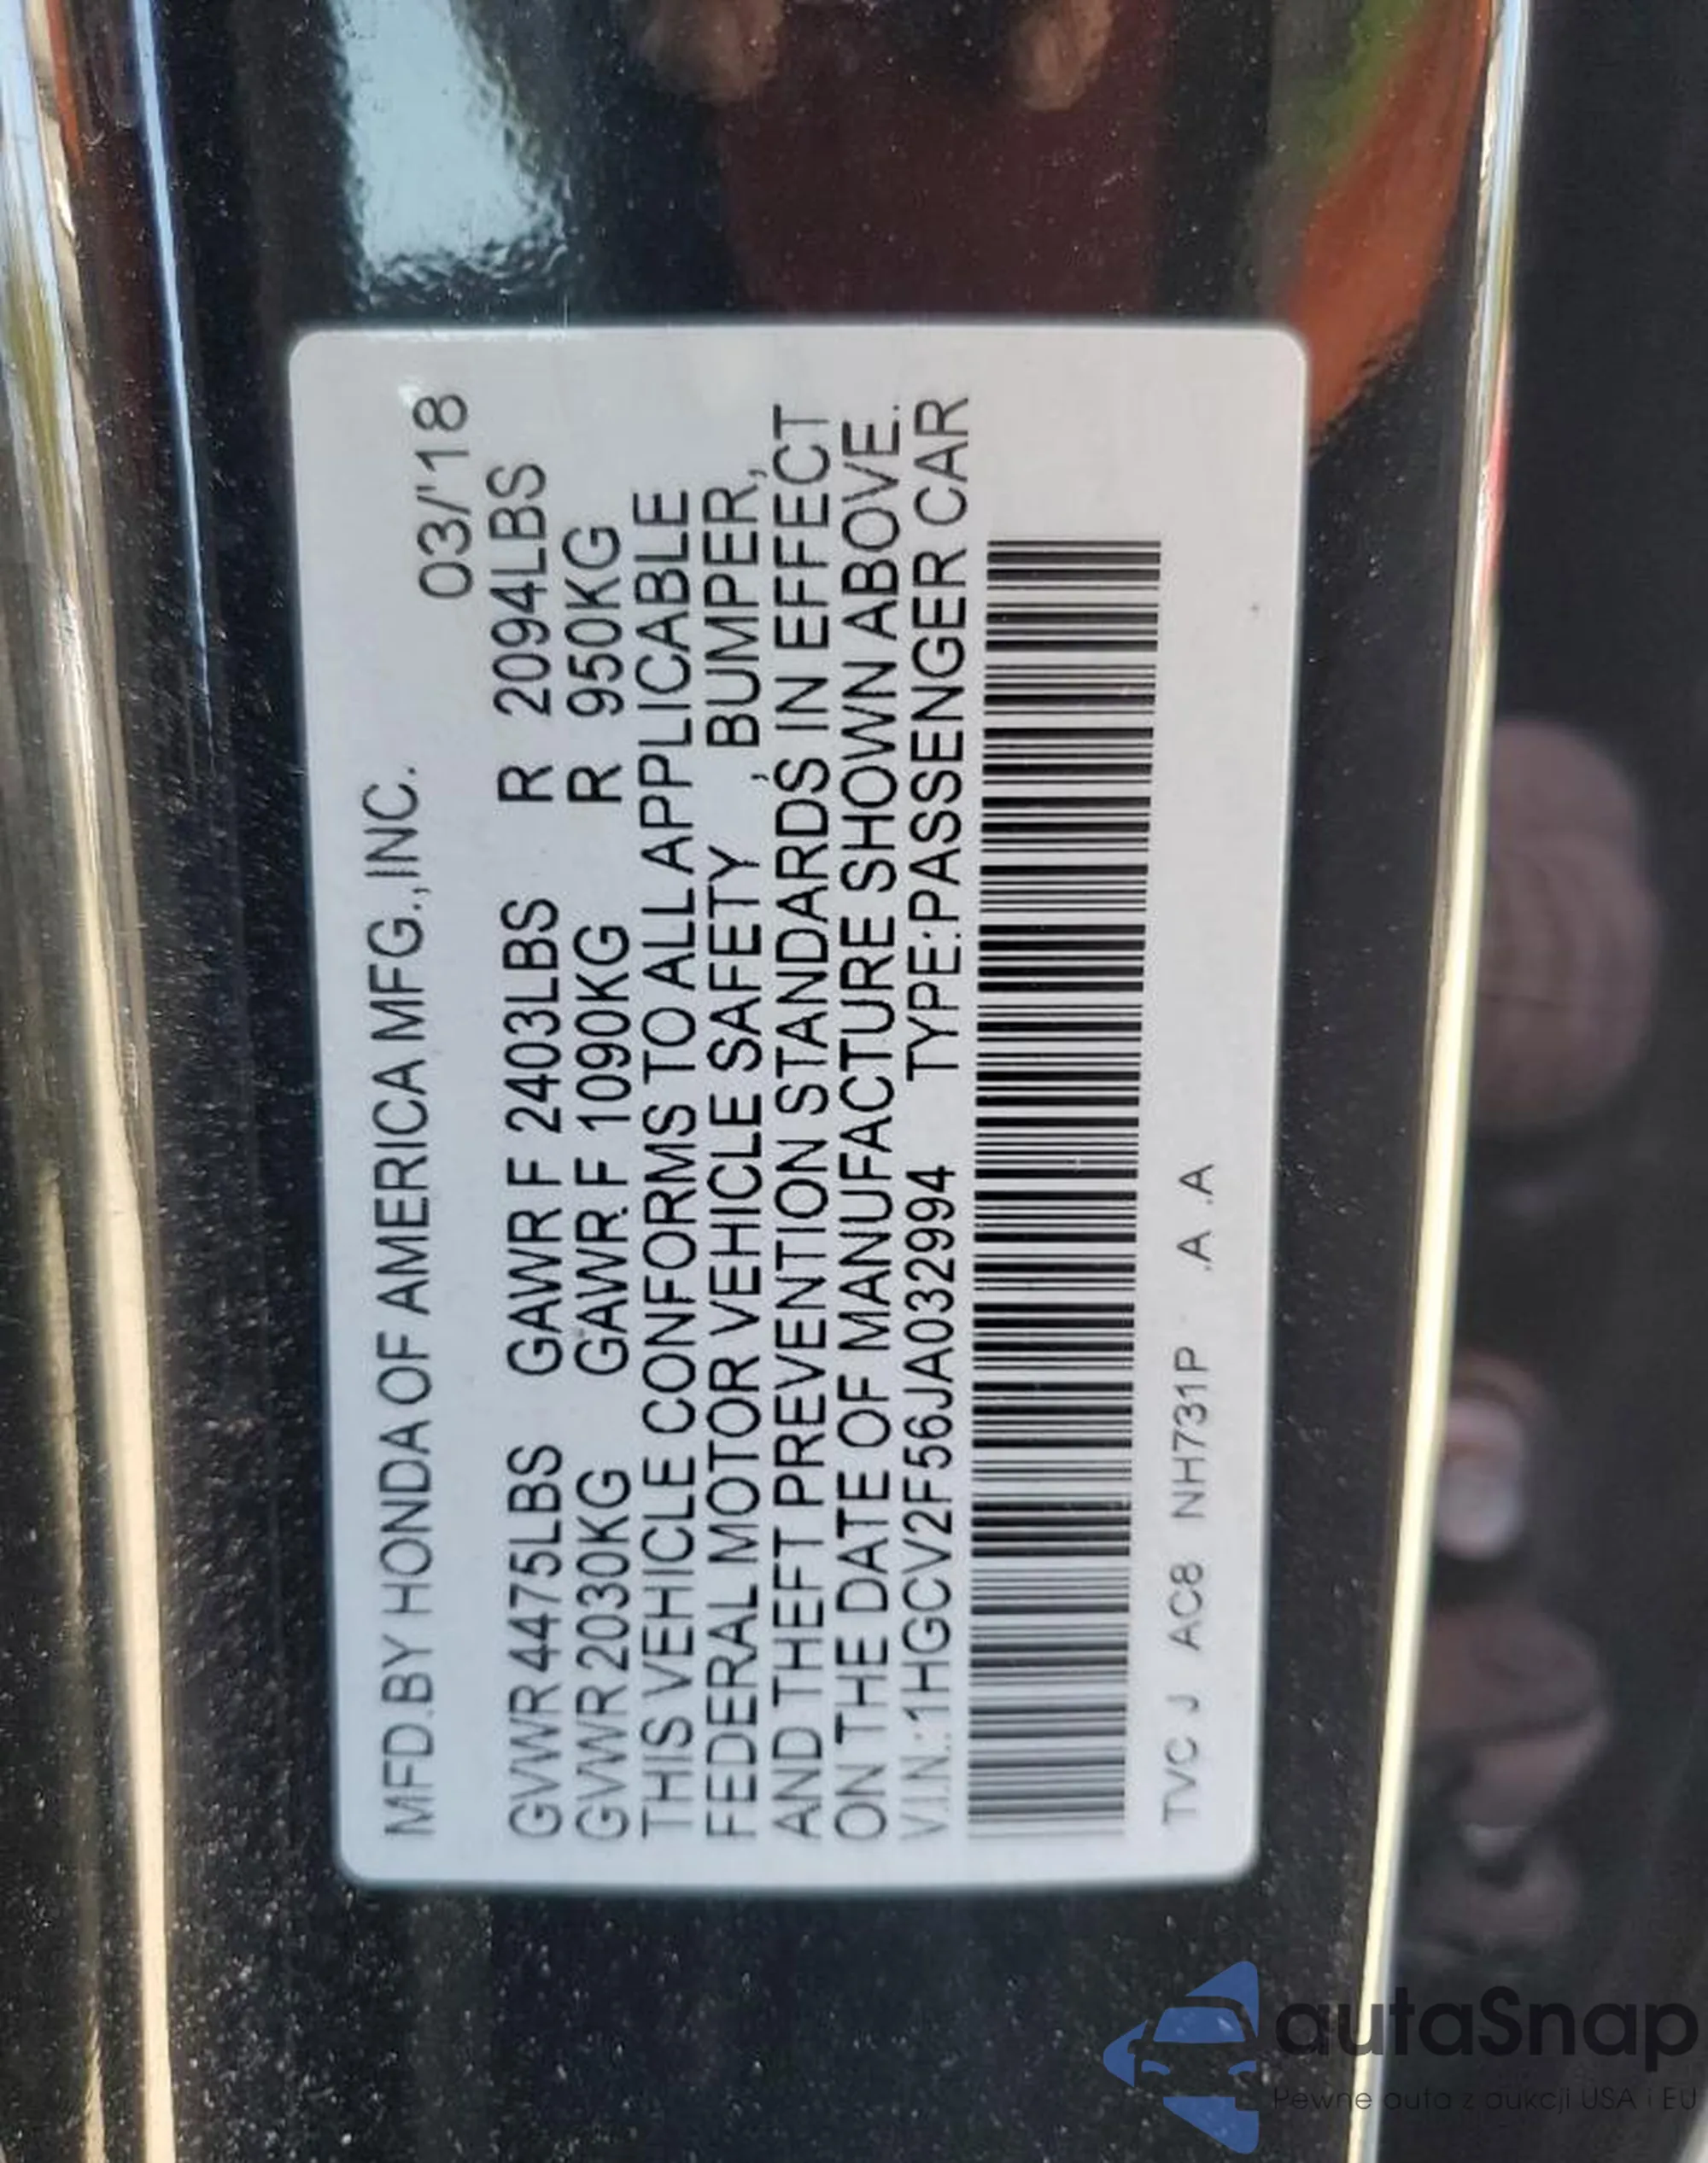 MFD.BY HONDA OF AMERICA MFG.,INC.
03/'18
GVWR 4475LBS GAWR F 2403LBS R 2094LBS
GVWR 2030KG GAWR F 1090KG R 950KG
THIS VEHICLE CONFORMS TO ALL APPLICABLE
FEDERAL MOTOR VEHICLE SAFETY , BUMPER,
AND THEFT PREVENTION STANDARDS IN EFFECT
ON THE DATE OF MANUFACTURE SHOWN ABOVE.
V.I.N.:1HGCV2F56JA032994 TYPE:PASSENGER CAR
TVC J AC8 NH731P .A .A
autaSnap
Pewne auta z aukcji USA i EU